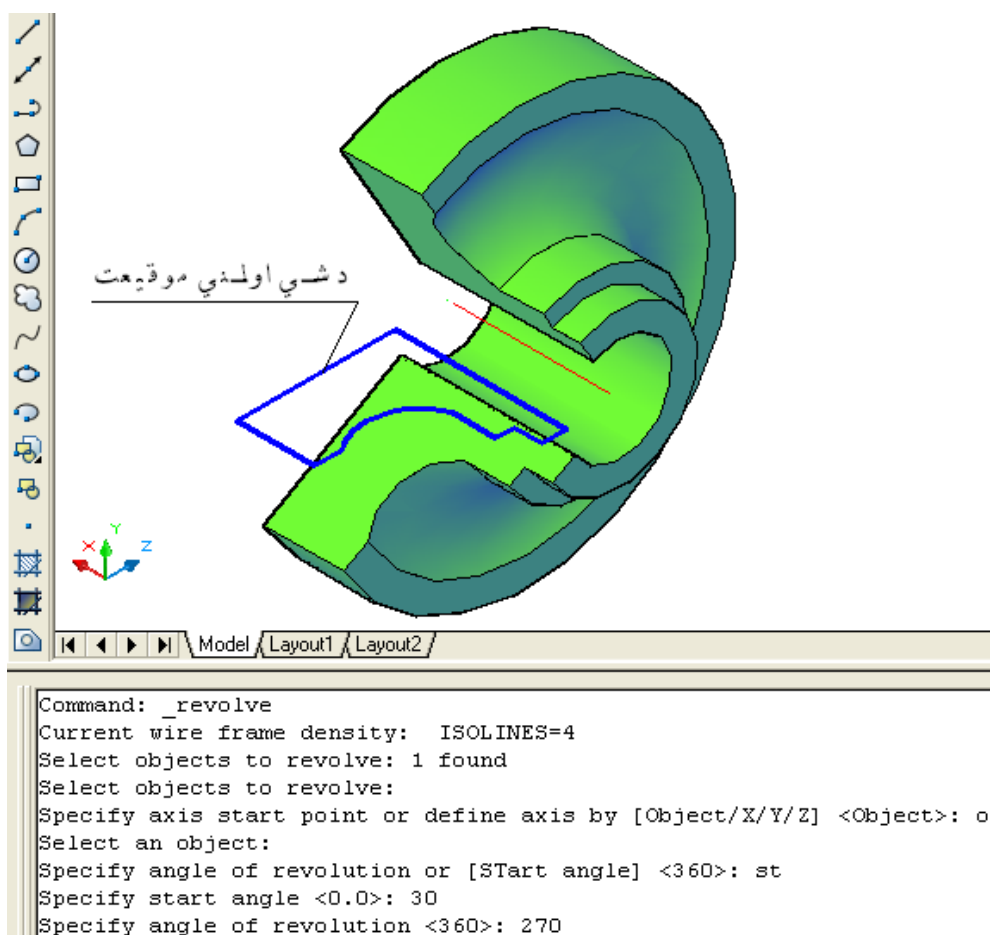 د شي اولني موقيعت
X
Y
Z
Model
Layout1
Layout2
Command: _revolve
Current wire frame density:  ISOLINES=4
Select objects to revolve: 1 found
Select objects to revolve:
Specify axis start point or define axis by [Object/X/Y/Z] <Object>: o
Select an object:
Specify angle of revolution or [STart angle] <360>: st
Specify start angle <0.0>: 30
Specify angle of revolution <360>: 270